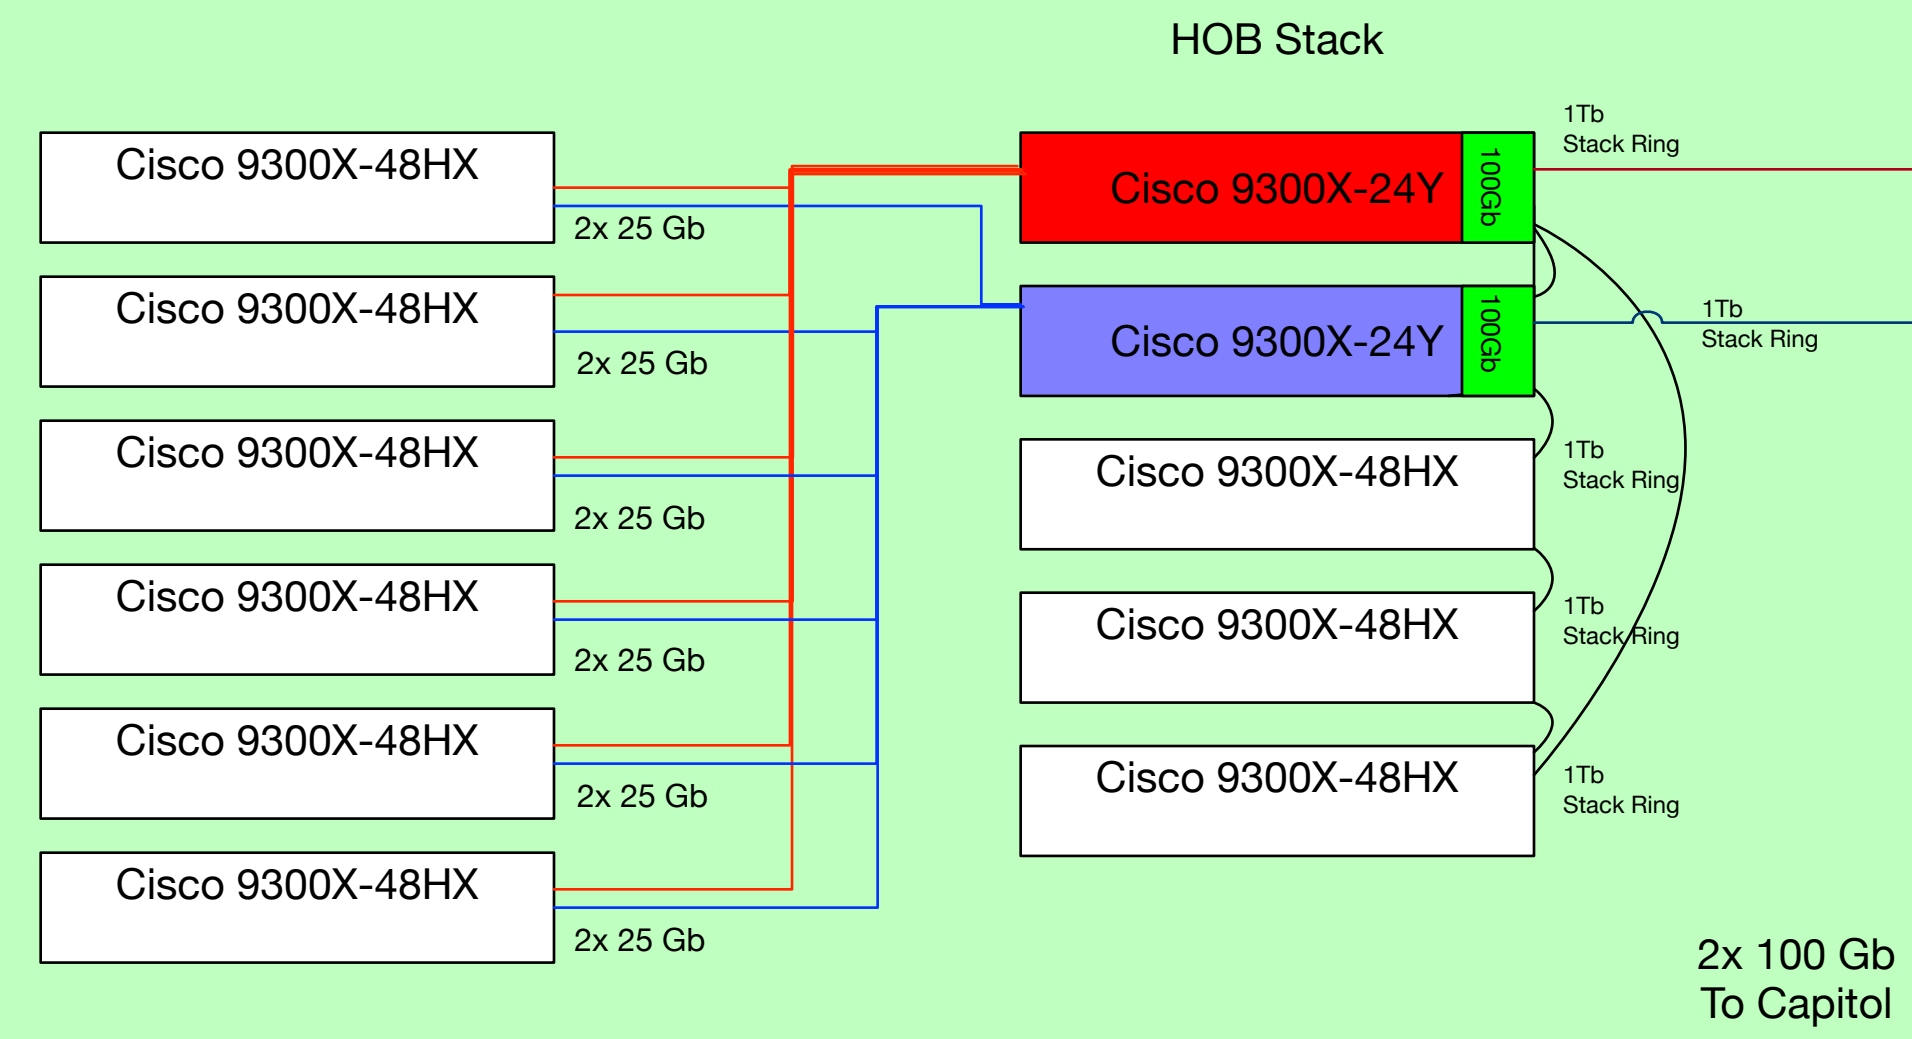 HOB Stack
Cisco 9300X-48HX
2x 25 Gb
Cisco 9300X-48HX
2x 25 Gb
Cisco 9300X-48HX
2x 25 Gb
Cisco 9300X-48HX
2x 25 Gb
Cisco 9300X-48HX
2x 25 Gb
Cisco 9300X-48HX
2x 25 Gb
Cisco 9300X-24Y
100Gb
1Tb
Stack Ring
Cisco 9300X-24Y
100Gb
1Tb
Stack Ring
Cisco 9300X-48HX
1Tb
Stack Ring
Cisco 9300X-48HX
1Tb
Stack Ring
Cisco 9300X-48HX
1Tb
Stack Ring
2x 100 Gb
To Capitol